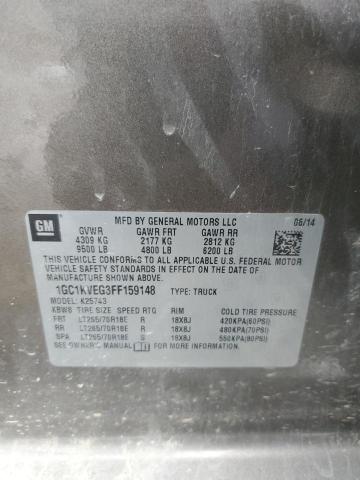 GM
MFD BY GENERAL MOTORS LLC 06/14
GVWR GAWR FRT GAWR RR
4309 KG 2177 KG 2812 KG
9500 LB 4800 LB 6200 LB
THIS VEHICLE CONFORMS TO ALL APPLICABLE U.S. FEDERAL MOTOR
VEHICLE SAFETY STANDARDS IN EFFECT ON THE DATE OF
MANUFACTURE SHOWN ABOVE.
1GC1KVEG3FF159148 TYPE: TRUCK
MODEL: K25743
KBW8 TIRE SIZE SPEED RTG RIM COLD TIRE PRESSURE
FRT LT265/70R18E R 18X8J 420KPA(60PSI)
RR LT265/70R18E R 18X8J 480KPA(70PSI)
SPA LT265/70R18E R 18X8J 550KPA(80PSI)
SEE OWNER MANUAL FOR MORE INFORMATION.